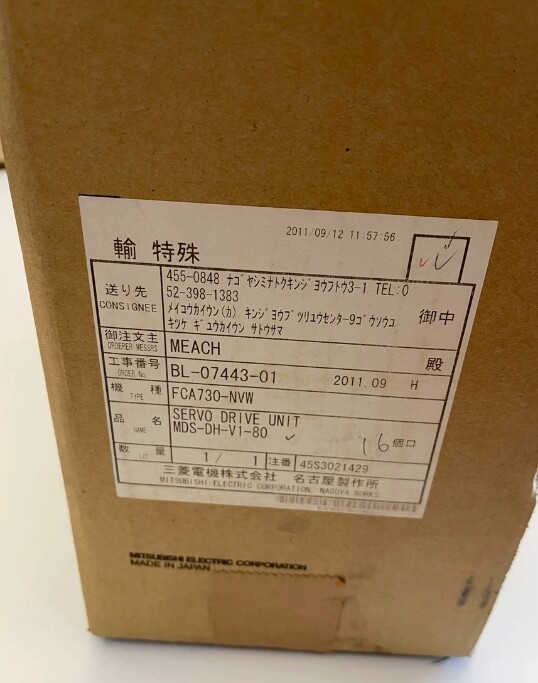 2011/09/12 11:57:56
輸 特殊
送り先
CONSIGNEE
455-0848 ナゴヤシミナトクキンジヨウフトウ3-1 TEL:0
52-398-1383
メイコウカイウン(カ) キンジヨウフ゛ツリユウセンター9ゴウソウコ
キツケ ギユウカイウン サトウサマ
御中
御注文主
ORDERER MESSRS
MEACH
殿
工事番号
ORDER No
BL-07443-01
2011.09 H
機 種
TYPE
FCA730-NVW
品 名
NAME
SERVO DRIVE UNIT
MDS-DH-V1-80
16 個口
数 量
LOT
1/ 1
注番
45S3021429
三菱電機株式会社 名古屋製作所
MITSUBISHI ELECTRIC CORPORATION, NAGOYA WORKS
MITSUBISHI ELECTRIC CORPORATION
MADE IN JAPAN